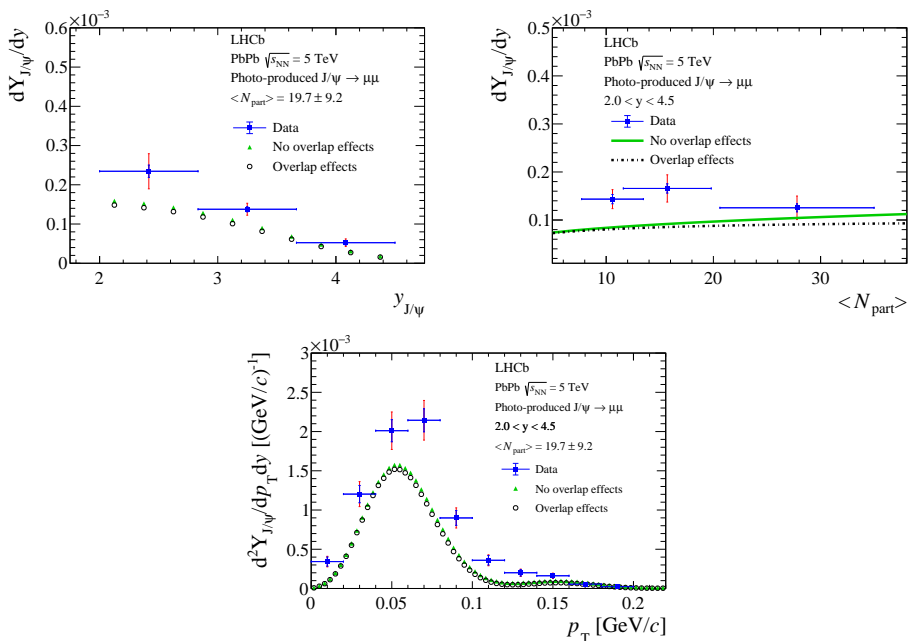 ×10⁻³
0.6
0.5
0.4
0.3
0.2
0.1
0
dY_J/ψ/dy
LHCb
PbPb √s_NN = 5 TeV
Photo-produced J/ψ → μμ
<N_part> = 19.7 ± 9.2
Data
No overlap effects
Overlap effects
2 3 4
y_J/ψ
×10⁻³
0.6
0.5
0.4
0.3
0.2
0.1
dY_J/ψ/dy
LHCb
PbPb √s_NN = 5 TeV
Photo-produced J/ψ → μμ
2.0 < y < 4.5
Data
No overlap effects
Overlap effects
10 20 30
<N_part>
×10⁻³
3
2.5
2
1.5
1
0.5
0
d²Y_J/ψ/dp_T dy [(GeV/c)⁻¹]
LHCb
PbPb √s_NN = 5 TeV
Photo-produced J/ψ → μμ
2.0 < y < 4.5
<N_part> = 19.7 ± 9.2
Data
No overlap effects
Overlap effects
0 0.05 0.1 0.15 0.2
p_T [GeV/c]